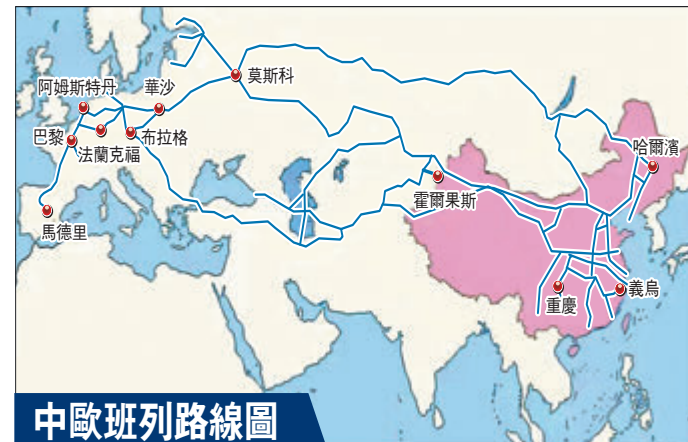 莫斯科
阿姆斯特丹
華沙
巴黎
法蘭克福
布拉格
哈爾濱
霍爾果斯
馬德里
義烏
重慶
中歐班列路線圖